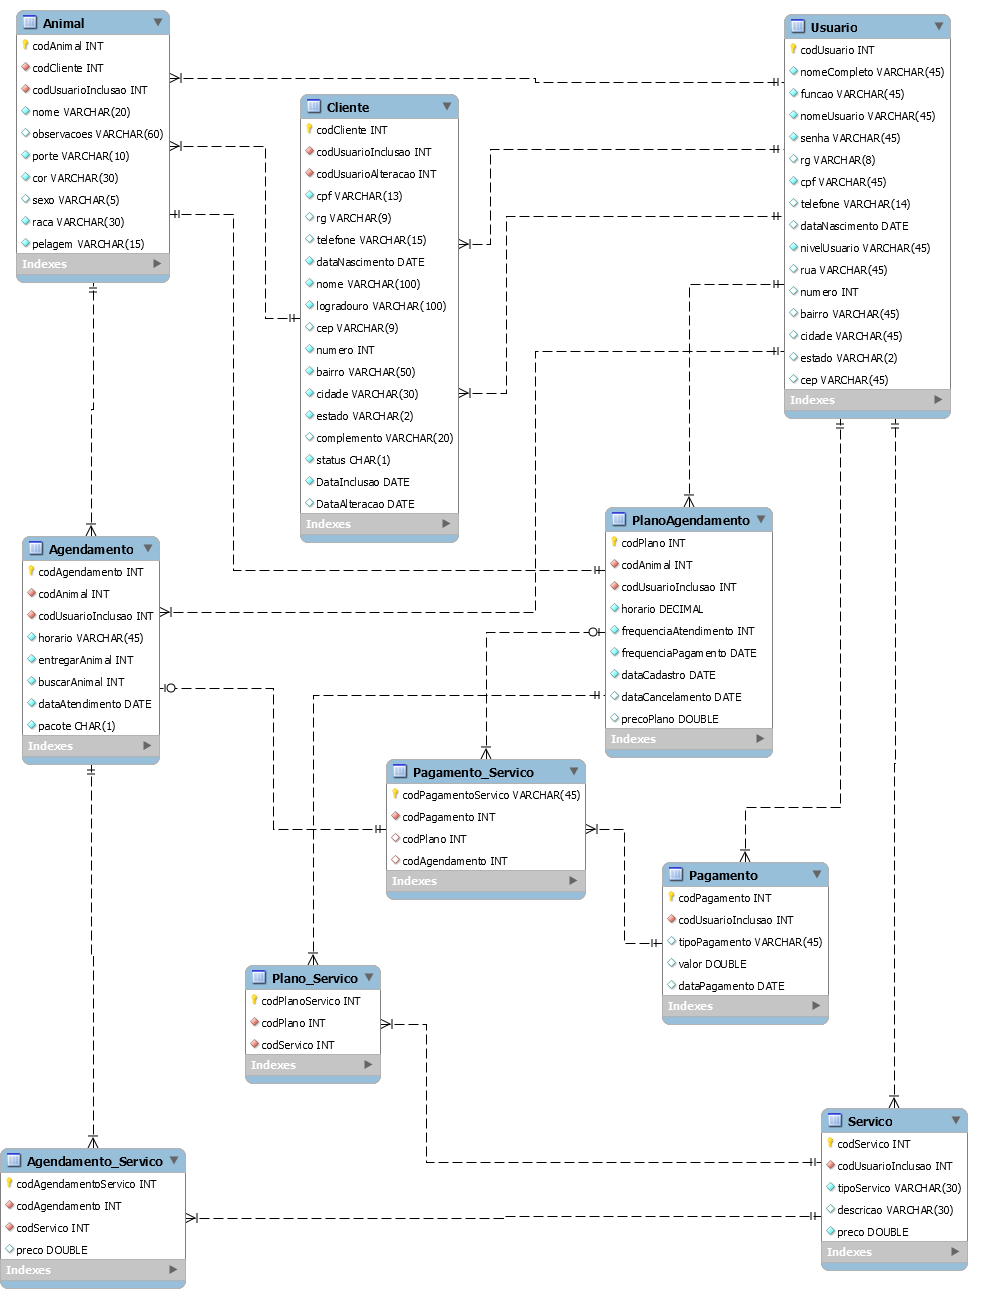 Animal
codAnimal INT
codCliente INT
codUsuarioInclusao INT
nome VARCHAR(20)
observacoes VARCHAR(60)
porte VARCHAR(10)
cor VARCHAR(30)
sexo VARCHAR(5)
raca VARCHAR(30)
pelagem VARCHAR(15)
Indexes
Cliente
codCliente INT
codUsuarioInclusao INT
codUsuarioAlteracao INT
cpf VARCHAR(13)
rg VARCHAR(9)
telefone VARCHAR(15)
dataNascimento DATE
nome VARCHAR(100)
logradouro VARCHAR(100)
cep VARCHAR(9)
numero INT
bairro VARCHAR(50)
cidade VARCHAR(30)
estado VARCHAR(2)
complemento VARCHAR(20)
status CHAR(1)
DataInclusao DATE
DataAlteracao DATE
Indexes
Usuario
codUsuario INT
nomeCompleto VARCHAR(45)
funcao VARCHAR(45)
nomeUsuario VARCHAR(45)
senha VARCHAR(45)
rg VARCHAR(8)
cpf VARCHAR(45)
telefone VARCHAR(14)
dataNascimento DATE
nivelUsuario VARCHAR(45)
rua VARCHAR(45)
numero INT
bairro VARCHAR(45)
cidade VARCHAR(45)
estado VARCHAR(2)
cep VARCHAR(45)
Indexes
Agendamento
codAgendamento INT
codAnimal INT
codUsuarioInclusao INT
horario VARCHAR(45)
entregarAnimal INT
buscarAnimal INT
dataAtendimento DATE
pacote CHAR(1)
Indexes
PlanoAgendamento
codPlano INT
codAnimal INT
codUsuarioInclusao INT
horario DECIMAL
frequenciaAtendimento INT
frequenciaPagamento DATE
dataCadastro DATE
dataCancelamento DATE
precoPlano DOUBLE
Indexes
Pagamento_Servico
codPagamentoServico VARCHAR(45)
codPagamento INT
codPlano INT
codAgendamento INT
Indexes
Pagamento
codPagamento INT
codUsuarioInclusao INT
tipoPagamento VARCHAR(45)
valor DOUBLE
dataPagamento DATE
Indexes
Plano_Servico
codPlanoServico INT
codPlano INT
codServico INT
Indexes
Servico
codServico INT
codUsuarioInclusao INT
tipoServico VARCHAR(30)
descricao VARCHAR(30)
preco DOUBLE
Indexes
Agendamento_Servico
codAgendamentoServico INT
codAgendamento INT
codServico INT
preco DOUBLE
Indexes